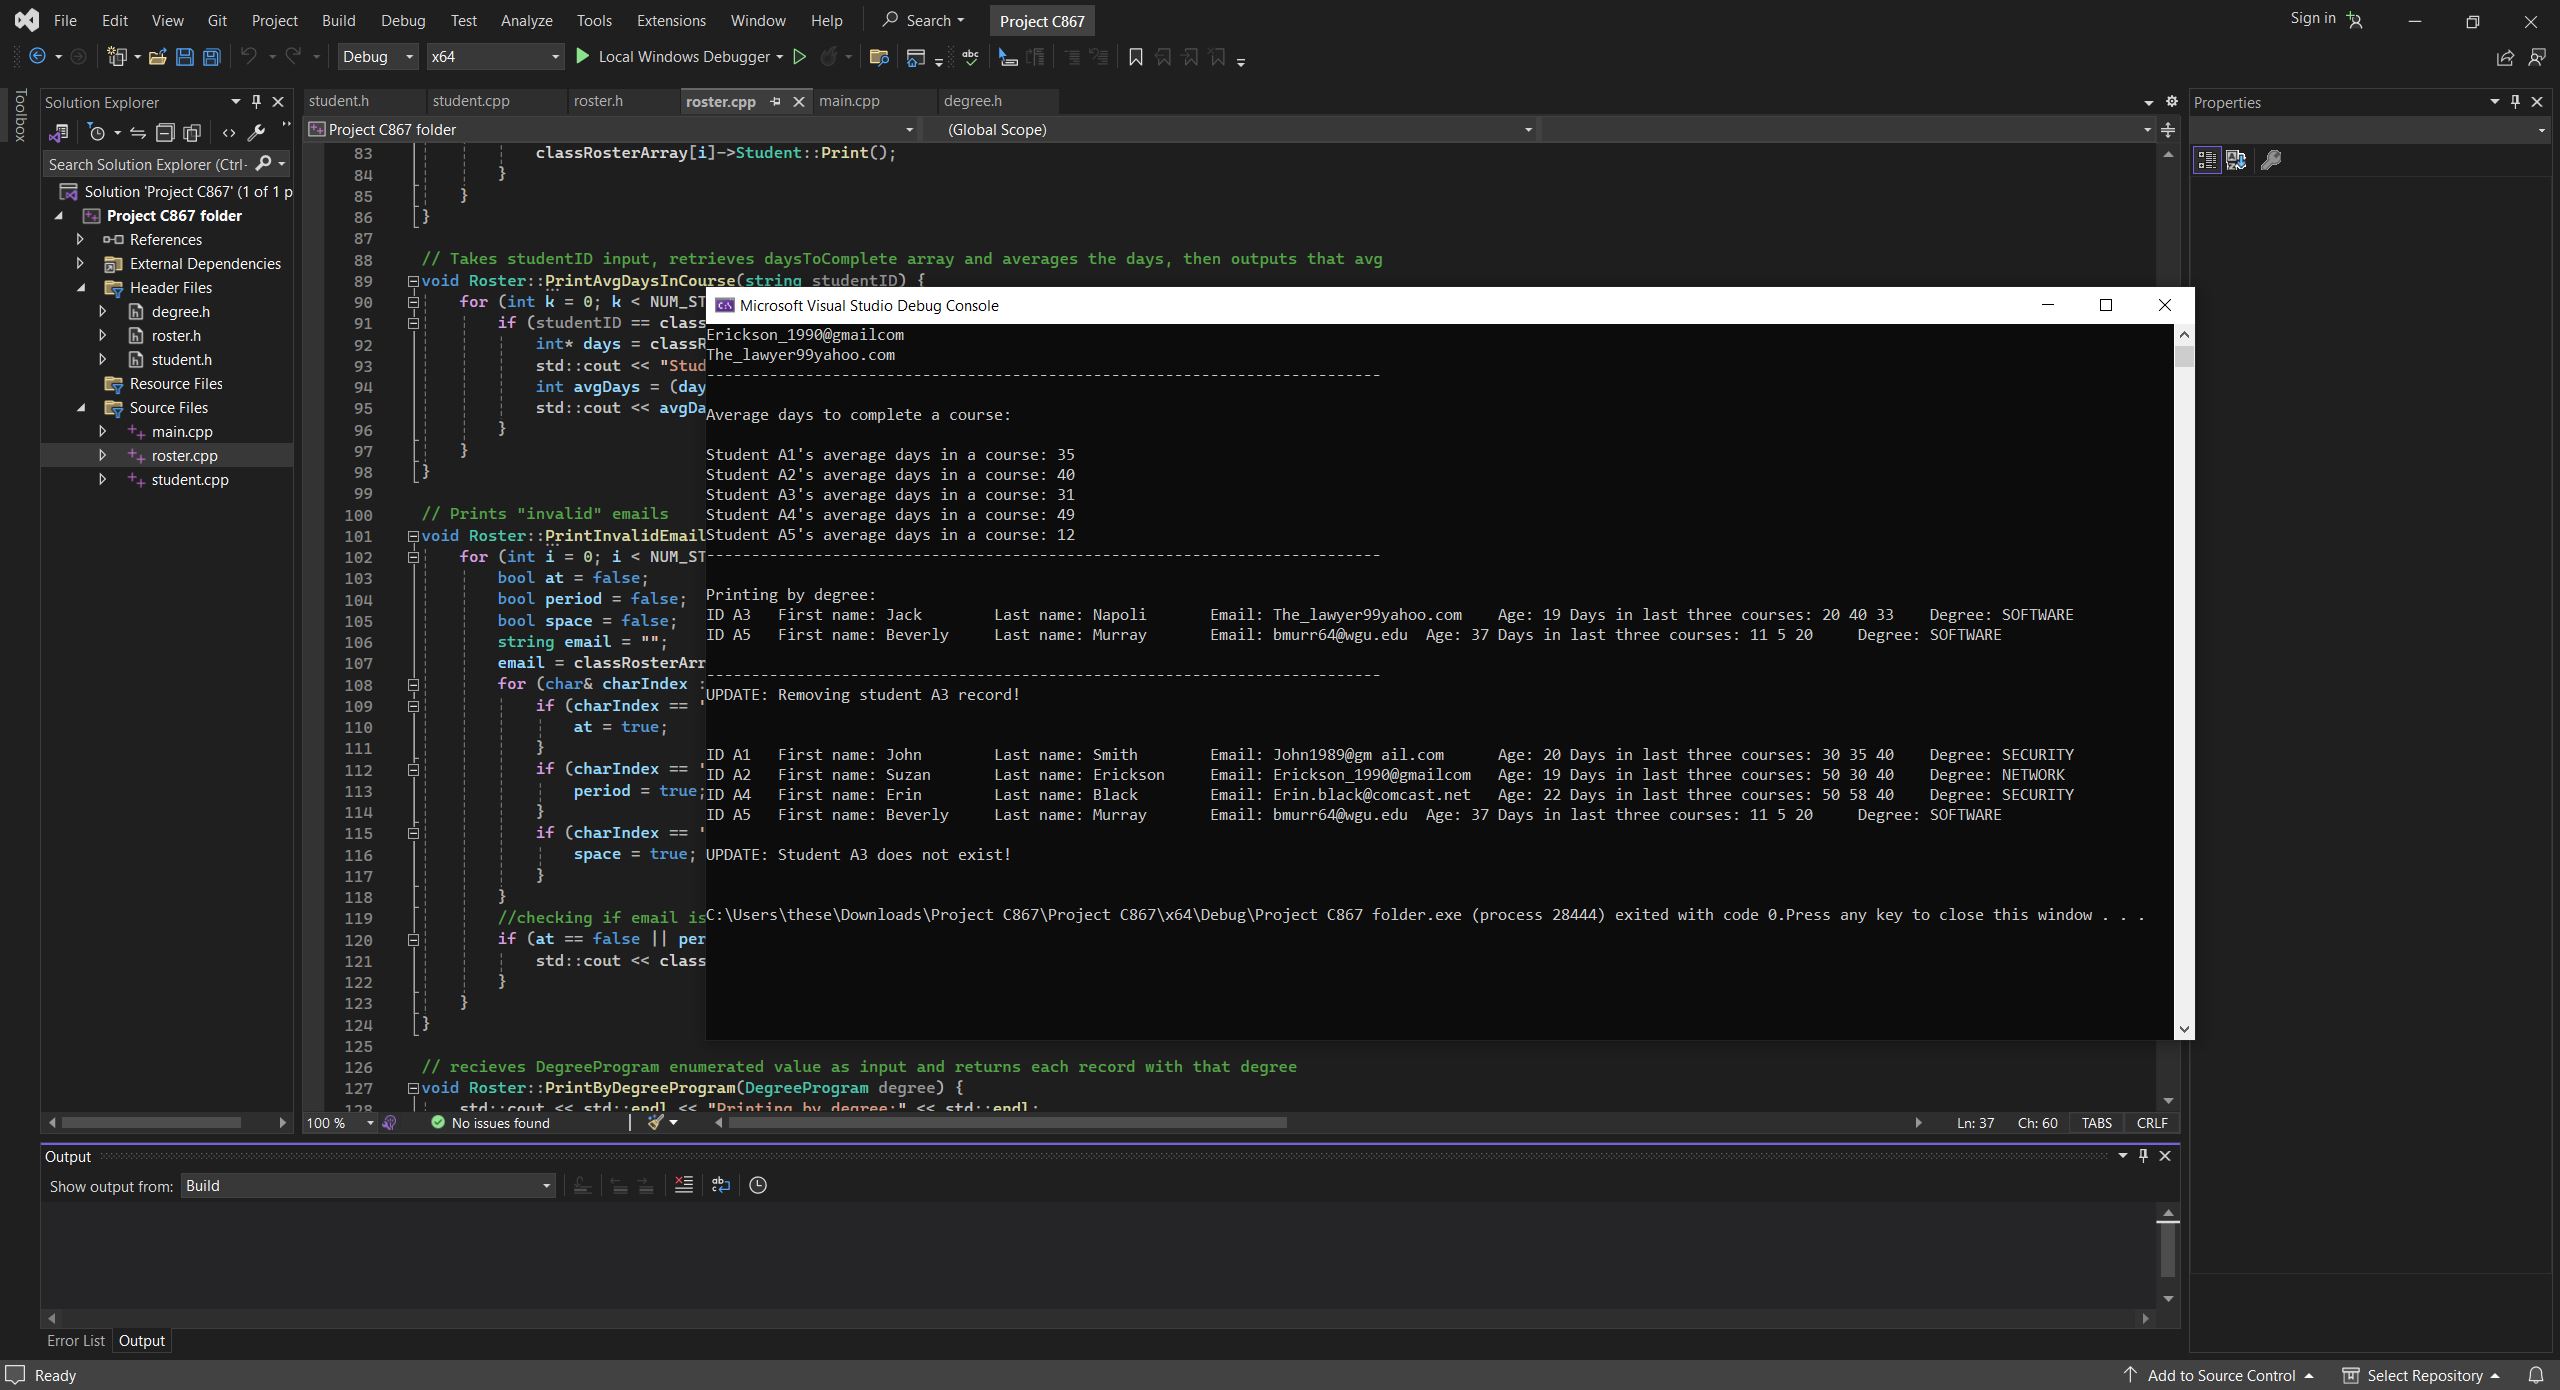 File Edit View Git Project Build Debug Test Analyze Tools Extensions Window Help Search Project C867 Sign in
Debug x64 Local Windows Debugger
Toolbox
Solution Explorer
Search Solution Explorer (Ctrl-
Solution 'Project C867' (1 of 1 p
Project C867 folder
References
External Dependencies
Header Files
degree.h
roster.h
student.h
Resource Files
Source Files
main.cpp
roster.cpp
student.cpp
student.h student.cpp roster.h roster.cpp main.cpp degree.h
Project C867 folder (Global Scope)
83 classRosterArray[i]->Student::Print();
84 }
85 }
86 }
87
88 // Takes studentID input, retrieves daysToComplete array and averages the days, then outputs that avg
89 void Roster::PrintAvgDaysInCourse(string studentID) {
90 for (int k = 0; k < NUM_ST
91 if (studentID == class
92 int* days = classR
93 std::cout << "Stud
94 int avgDays = (day
95 std::cout << avgDa
96 }
97 }
98 }
99
100 // Prints "invalid" emails
101 void Roster::PrintInvalidEmail
102 for (int i = 0; i < NUM_ST
103 bool at = false;
104 bool period = false;
105 bool space = false;
106 string email = "";
107 email = classRosterArr
108 for (char& charIndex :
109 if (charIndex == '
110 at = true;
111 }
112 if (charIndex == '
113 period = true;
114 }
115 if (charIndex == '
116 space = true;
117 }
118 }
119 //checking if email is
120 if (at == false || per
121 std::cout << class
122 }
123 }
124 }
125
126 // recieves DegreeProgram enumerated value as input and returns each record with that degree
127 void Roster::PrintByDegreeProgram(DegreeProgram degree) {
128 std::cout << std::endl << "Printing by degree:" << std::endl;
Microsoft Visual Studio Debug Console
Erickson_1990@gmailcom
The_lawyer99yahoo.com
---------------------------------------------------------------------------
Average days to complete a course:
Student A1's average days in a course: 35
Student A2's average days in a course: 40
Student A3's average days in a course: 31
Student A4's average days in a course: 49
Student A5's average days in a course: 12
---------------------------------------------------------------------------
Printing by degree:
ID A3 First name: Jack Last name: Napoli Email: The_lawyer99yahoo.com Age: 19 Days in last three courses: 20 40 33 Degree: SOFTWARE
ID A5 First name: Beverly Last name: Murray Email: bmurr64@wgu.edu Age: 37 Days in last three courses: 11 5 20 Degree: SOFTWARE
---------------------------------------------------------------------------
UPDATE: Removing student A3 record!
ID A1 First name: John Last name: Smith Email: John1989@gm ail.com Age: 20 Days in last three courses: 30 35 40 Degree: SECURITY
ID A2 First name: Suzan Last name: Erickson Email: Erickson_1990@gmailcom Age: 19 Days in last three courses: 50 30 40 Degree: NETWORK
ID A4 First name: Erin Last name: Black Email: Erin.black@comcast.net Age: 22 Days in last three courses: 50 58 40 Degree: SECURITY
ID A5 First name: Beverly Last name: Murray Email: bmurr64@wgu.edu Age: 37 Days in last three courses: 11 5 20 Degree: SOFTWARE
UPDATE: Student A3 does not exist!
C:\Users\these\Downloads\Project C867\Project C867\x64\Debug\Project C867 folder.exe (process 28444) exited with code 0.Press any key to close this window . . .
100 % No issues found Ln: 37 Ch: 60 TABS CRLF
Output
Show output from: Build
Error List Output
Properties
Ready Add to Source Control Select Repository